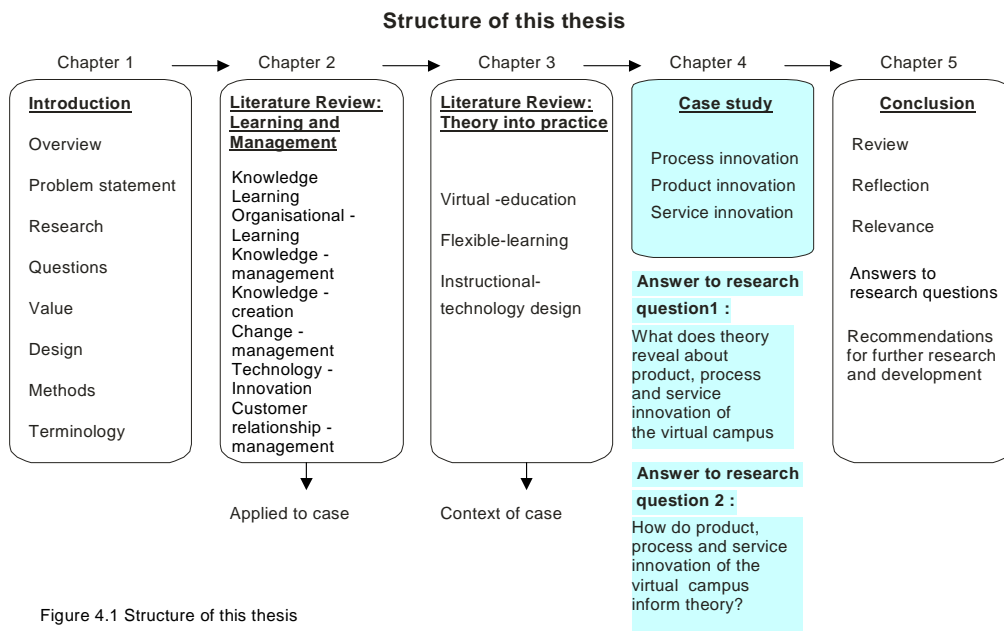 Structure of this thesis
Chapter 1
Chapter 2
Chapter 3
Chapter 4
Chapter 5
Introduction
Overview
Problem statement
Research
Questions
Value
Design
Methods
Terminology
Literature Review:
Learning and
Management
Knowledge
Learning
Organisational -
Learning
Knowledge -
management
Knowledge -
creation
Change -
management
Technology -
Innovation
Customer
relationship -
management
Applied to case
Literature Review:
Theory into practice
Virtual -education
Flexible-learning
Instructional-
technology design
Context of case
Case study
Process innovation
Product innovation
Service innovation
Answer to research
question1 :
What does theory
reveal about
product, process
and service
innovation of
the virtual campus
Answer to research
question 2 :
How do product,
process and service
innovation of the
virtual campus
inform theory?
Conclusion
Review
Reflection
Relevance
Answers to
research questions
Recommendations
for further research
and development
Figure 4.1 Structure of this thesis